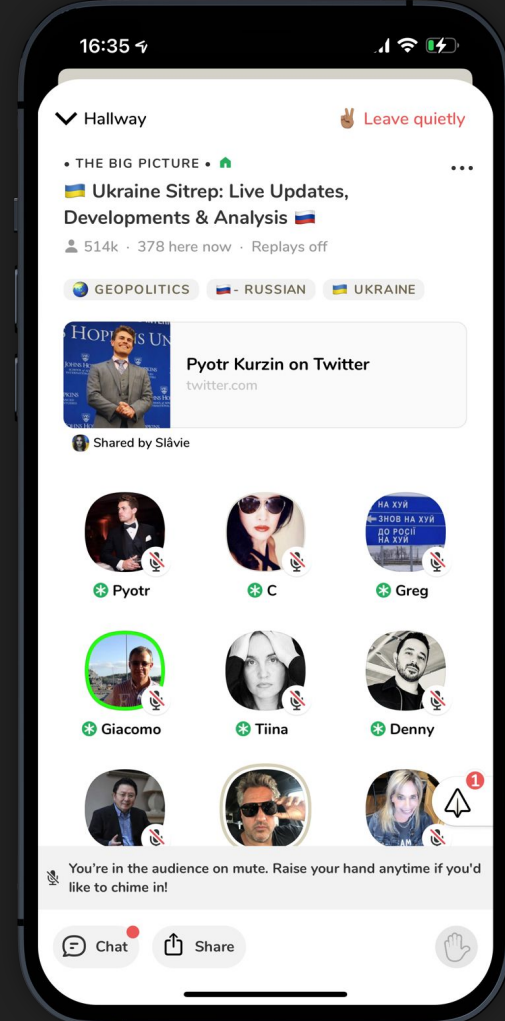 16:35
Hallway
Leave quietly
• THE BIG PICTURE •
Ukraine Sitrep: Live Updates,
Developments & Analysis
514k · 378 here now · Replays off
GEOPOLITICS
- RUSSIAN
UKRAINE
HOPKINS UN
Pyotr Kurzin on Twitter
twitter.com
Shared by Slâvie
НА ХУЙ
ЗНОВ НА ХУЙ
ДО РОСІЇ
НА ХУЙ
Pyotr
C
Greg
Giacomo
Tiina
Denny
1
AM
You're in the audience on mute. Raise your hand anytime if you'd
like to chime in!
Chat
Share